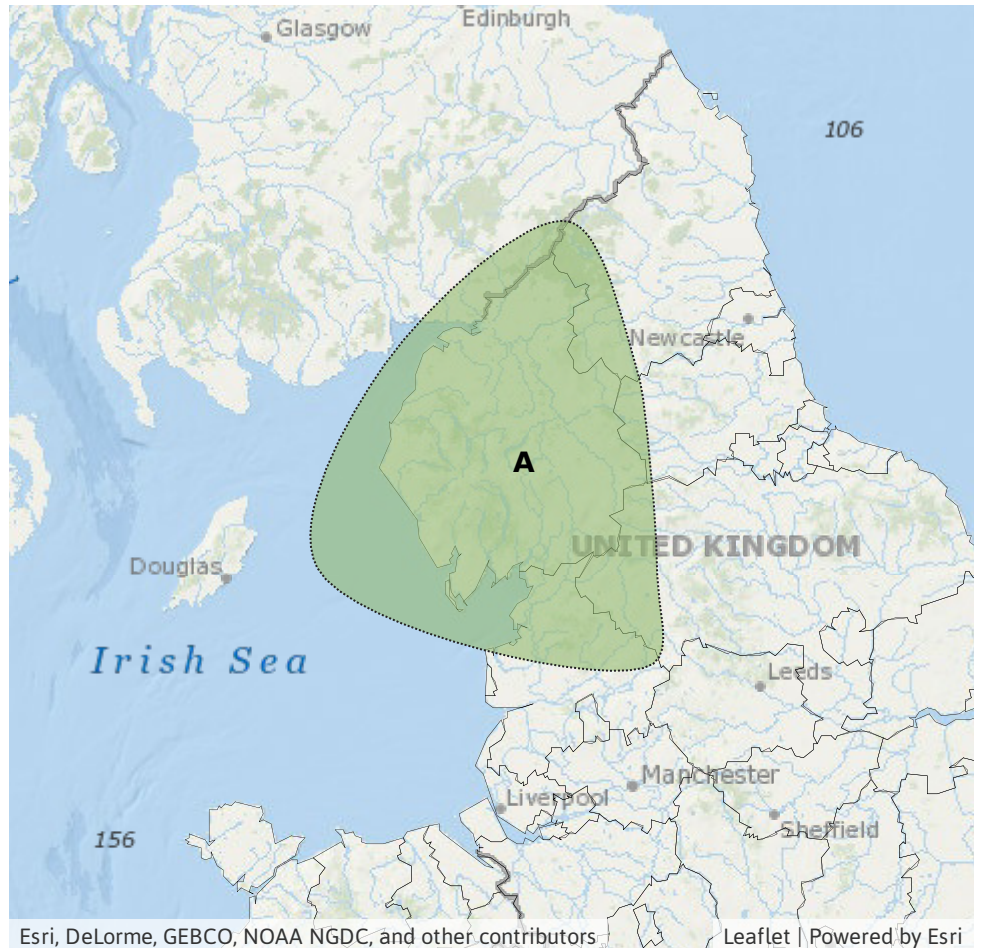 Edinburgh
Glasgow
106
Newcastle
A
UNITED KINGDOM
Douglas
Irish Sea
Leeds
Manchester
Liverpool
Sheffield
156
Esri, DeLorme, GEBCO, NOAA NGDC, and other contributors
Leaflet | Powered by Esri